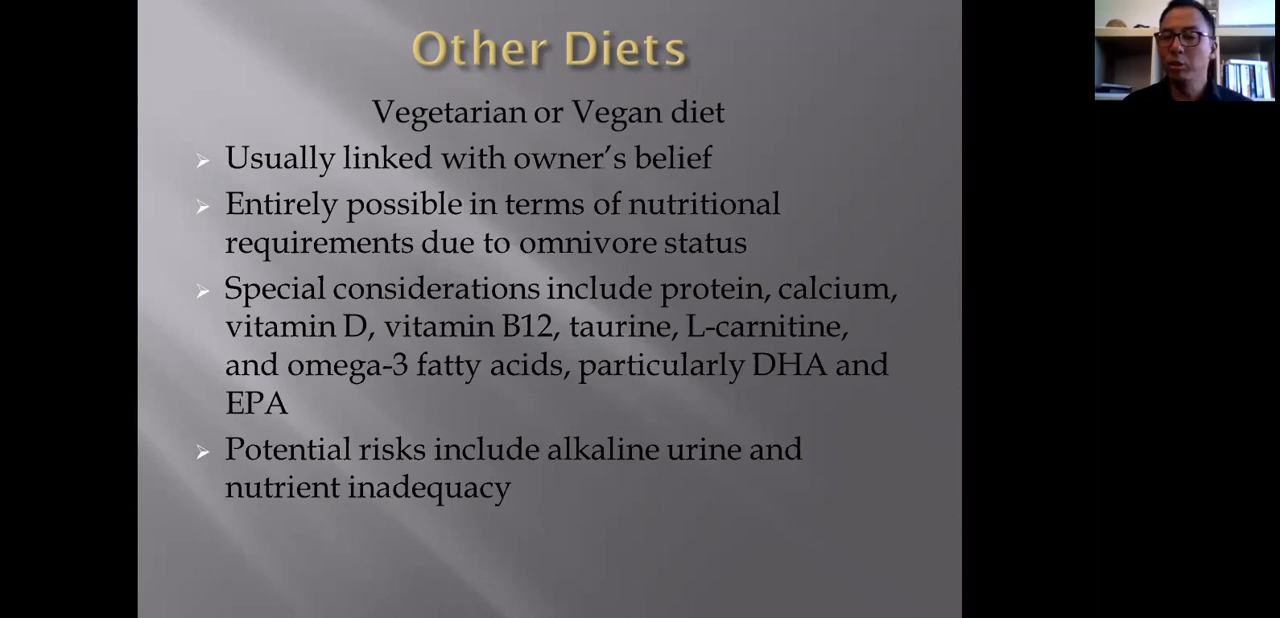 Other Diets
Vegetarian or Vegan diet
Usually linked with owner’s belief
Entirely possible in terms of nutritional
requirements due to omnivore status
Special considerations include protein, calcium,
vitamin D, vitamin B12, taurine, L-carnitine,
and omega-3 fatty acids, particularly DHA and
EPA
Potential risks include alkaline urine and
nutrient inadequacy